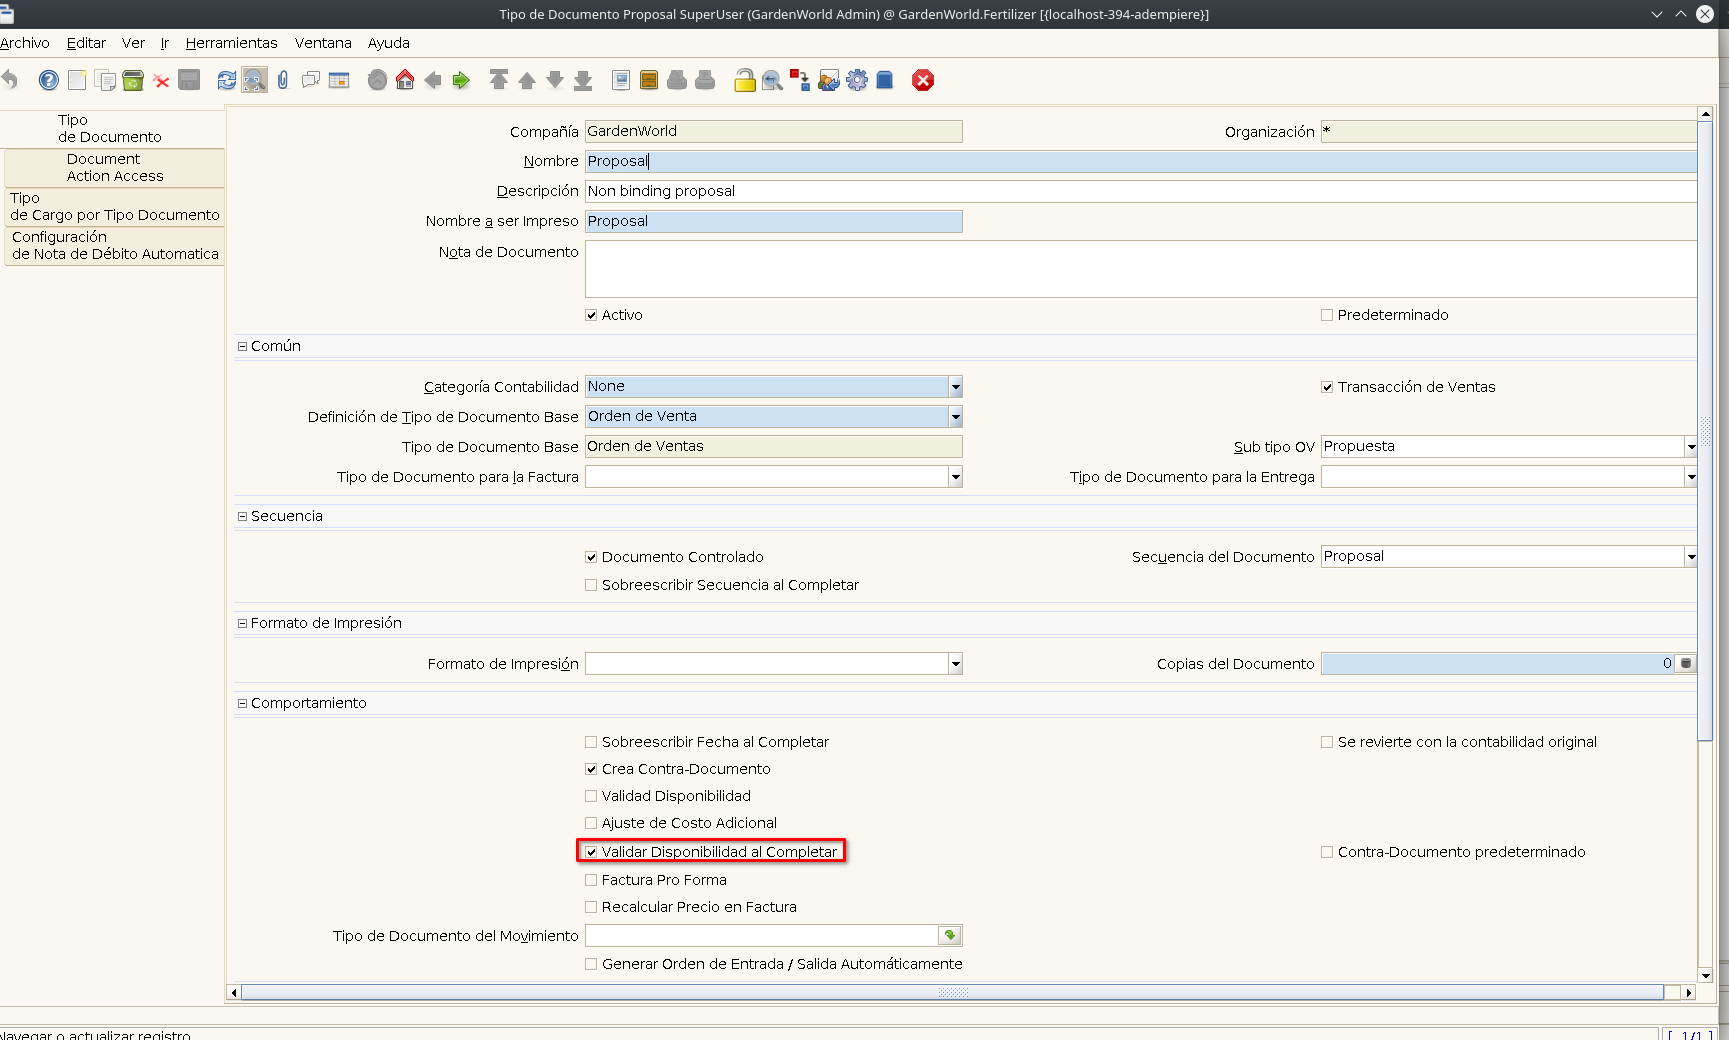 Tipo de Documento Proposal SuperUser (GardenWorld Admin) @ GardenWorld.Fertilizer [{localhost-394-adempiere}]
Archivo Editar Ver Ir Herramientas Ventana Ayuda
Tipo
de Documento
Document
Action Access
Tipo
de Cargo por Tipo Documento
Configuración
de Nota de Débito Automatica
Compañía GardenWorld Organización *
Nombre Proposal
Descripción Non binding proposal
Nombre a ser Impreso Proposal
Nota de Documento
Activo Predeterminado
Común
Categoría Contabilidad None Transacción de Ventas
Definición de Tipo de Documento Base Orden de Venta
Tipo de Documento Base Orden de Ventas Sub tipo OV Propuesta
Tipo de Documento para la Factura Tipo de Documento para la Entrega
Secuencia
Documento Controlado Secuencia del Documento Proposal
Sobreescribir Secuencia al Completar
Formato de Impresión
Formato de Impresión Copias del Documento 0
Comportamiento
Sobreescribir Fecha al Completar Se revierte con la contabilidad original
Crea Contra-Documento
Validad Disponibilidad
Ajuste de Costo Adicional
Validar Disponibilidad al Completar Contra-Documento predeterminado
Factura Pro Forma
Recalcular Precio en Factura
Tipo de Documento del Movimiento
Generar Orden de Entrada / Salida Automáticamente
Navegar o actualizar registro [ 1/1 ]